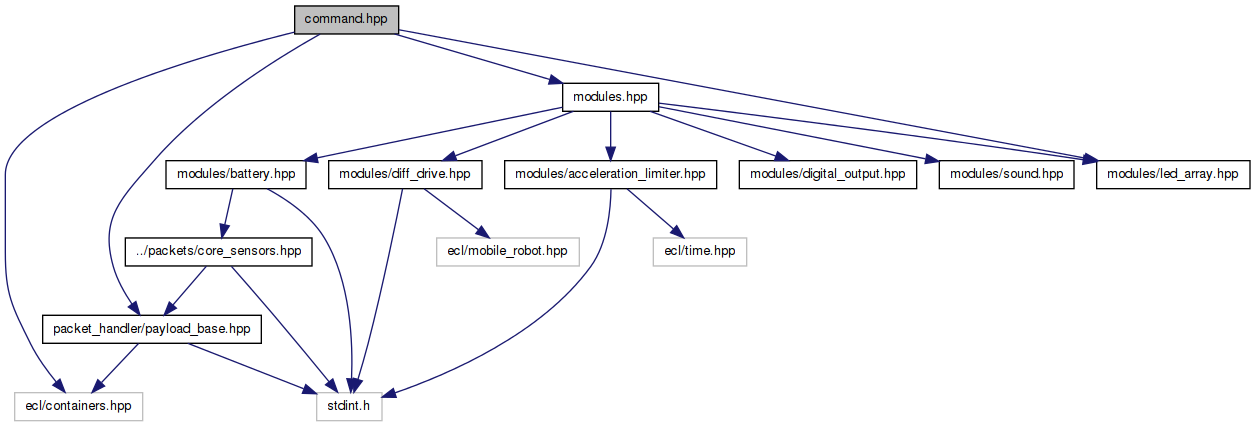 command.hpp
modules.hpp
modules/battery.hpp
modules/diff_drive.hpp
modules/acceleration_limiter.hpp
modules/digital_output.hpp
modules/sound.hpp
modules/led_array.hpp
../packets/core_sensors.hpp
ecl/mobile_robot.hpp
ecl/time.hpp
packet_handler/payload_base.hpp
ecl/containers.hpp
stdint.h